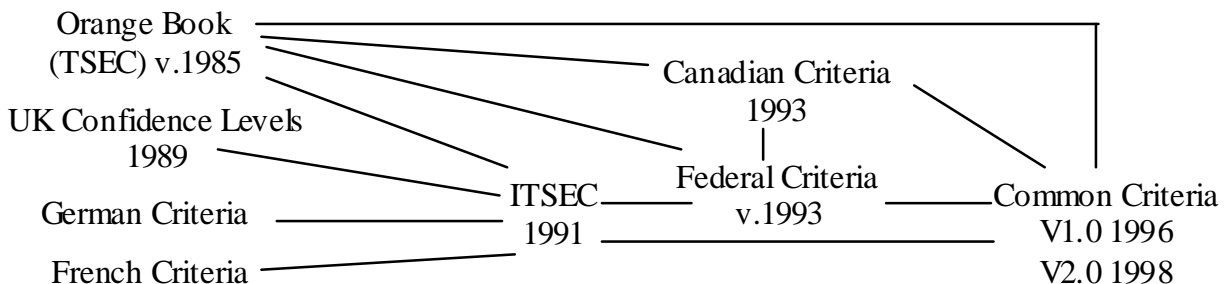 Orange Book
(TSEC) v.1985
Canadian Criteria
1993
UK Confidence Levels
1989
ITSEC
1991
Federal Criteria
v.1993
Common Criteria
V1.0 1996
V2.0 1998
German Criteria
French Criteria